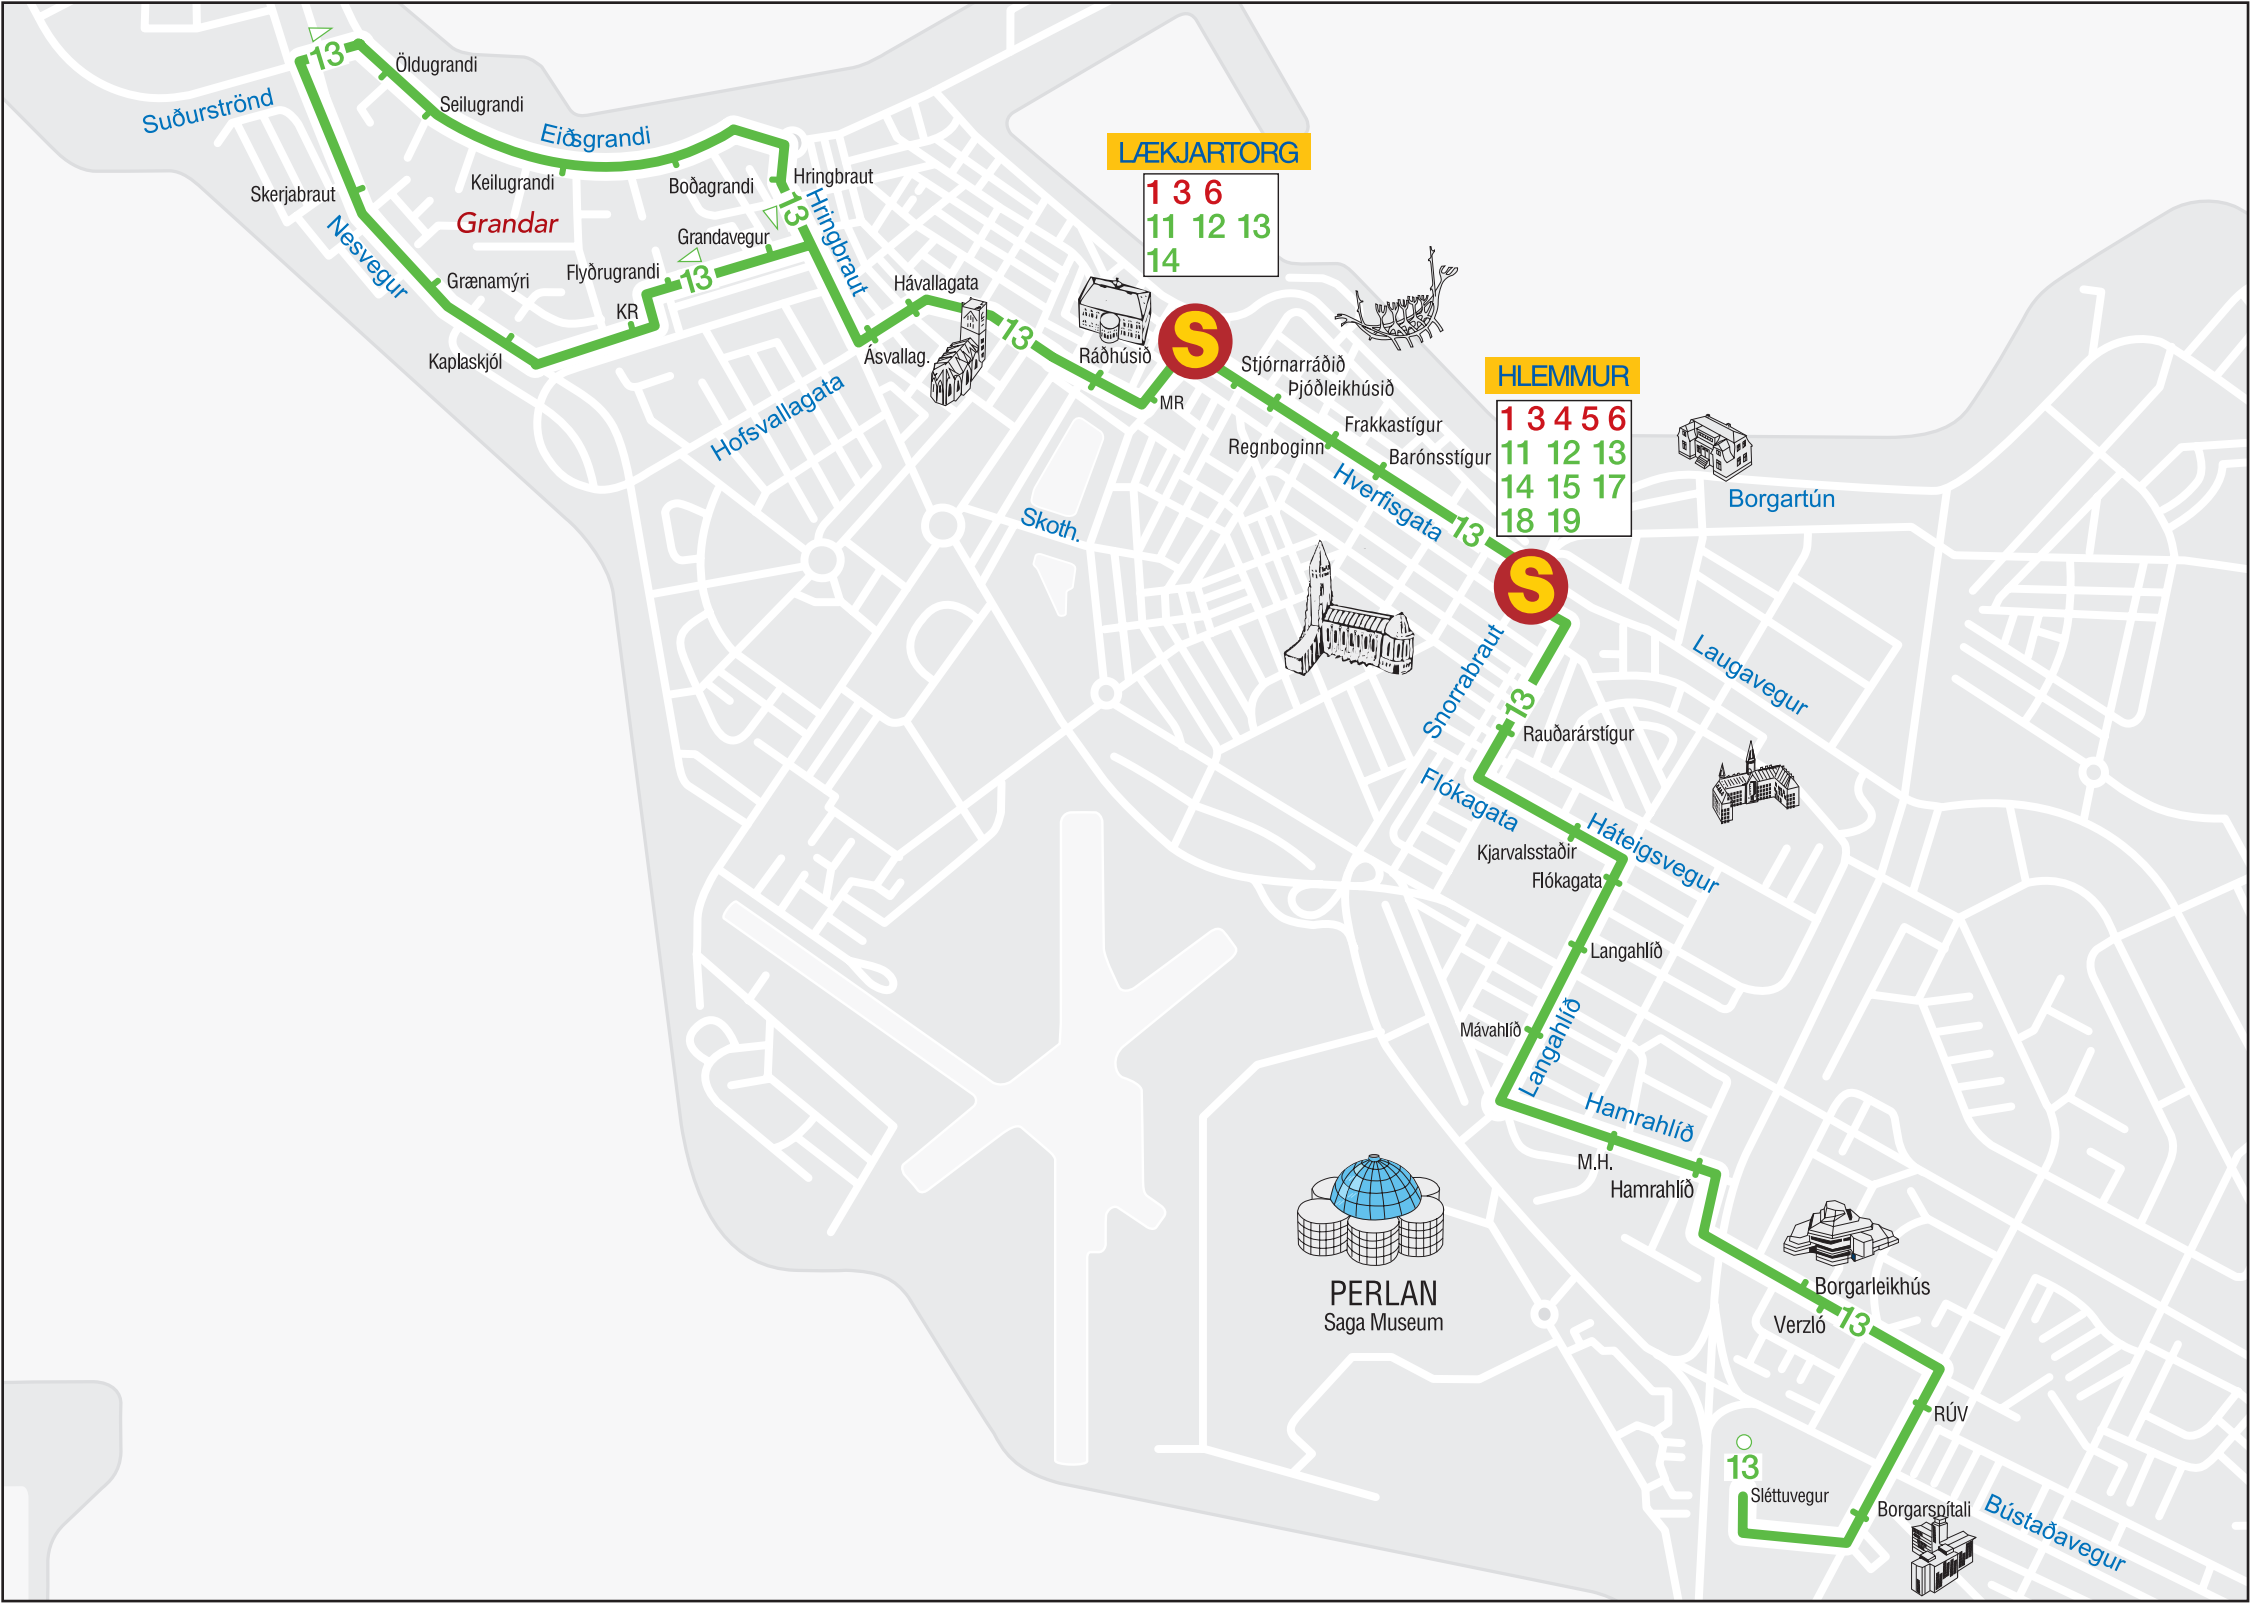 13
Öldugrandi
Suðurströnd
Seilugrandi
Eiðsgrandi
LÆKJARTORG
Skerjabraut
Keilugrandi
Boðagrandi
Hringbraut
1 3 6
11 12 13
14
Grandar
13
Hringbraut
Nesvegur
Grandavegur
Grænamýri
Flyðrugrandi
13
Hávallagata
KR
13
Kaplaskjól
Ásvallag.
Ráðhúsið
S
Stjórnarráðið
Þjóðleikhúsið
HLEMMUR
MR
Hofsvallagata
Frakkastígur
Regnboginn
Barónsstígur
1 3 4 5 6
11 12 13
14 15 17
18 19
Hverfisgata
Borgartún
Skoth.
13
S
Snorrabraut
Laugavegur
13
Rauðarárstígur
Flókagata
Háteigsvegur
Kjarvalsstaðir
Flókagata
Langahlíð
Mávahlíð
Langahlíð
Hamrahlíð
M.H.
Hamrahlíð
PERLAN
Saga Museum
Borgarleikhús
Verzló
13
RÚV
13
Sléttuvegur
Borgarspítali
Bústaðavegur